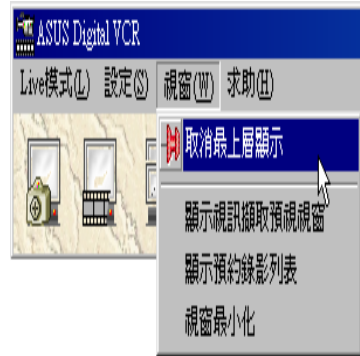 ASUS Digital VCR
Live模式(L) 設定(S) 視窗(W) 求助(H)
取消最上層顯示
顯示視訊擷取預視視窗
顯示預約錄影列表
視窗最小化